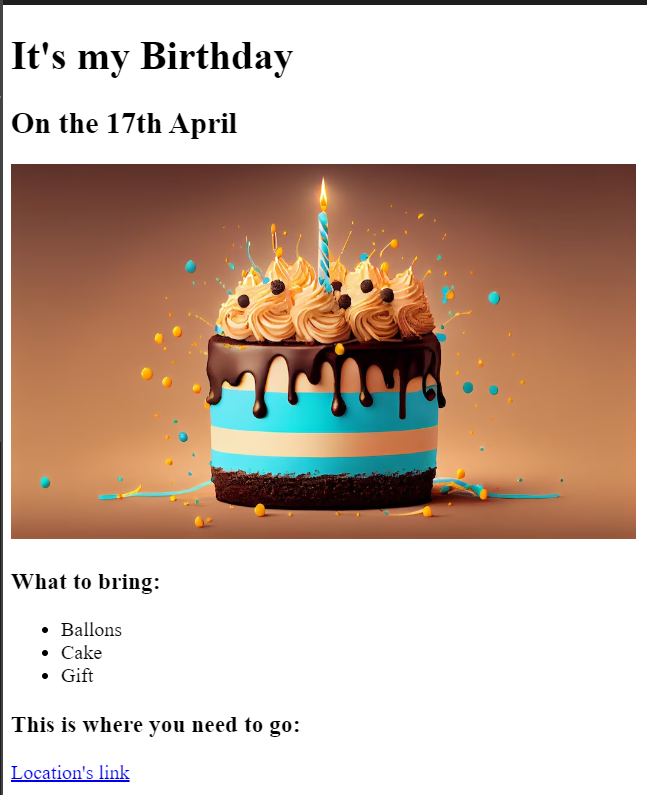 It's my Birthday
On the 17th April
What to bring:
Ballons
Cake
Gift
This is where you need to go:
Location's link